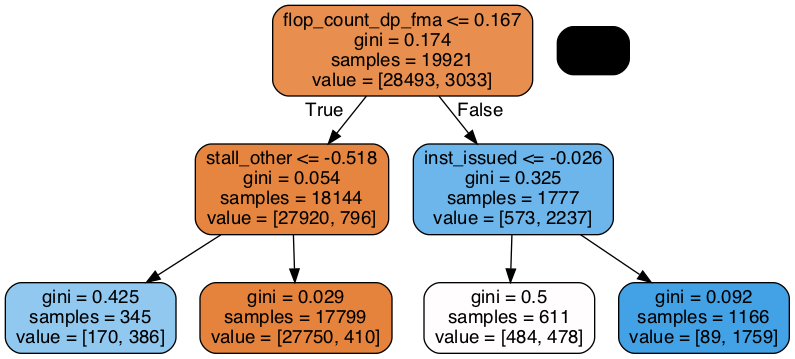 flop_count_dp_fma <= 0.167
gini = 0.174
samples = 19921
value = [28493, 3033]
True
False
stall_other <= -0.518
gini = 0.054
samples = 18144
value = [27920, 796]
inst_issued <= -0.026
gini = 0.325
samples = 1777
value = [573, 2237]
gini = 0.425
samples = 345
value = [170, 386]
gini = 0.029
samples = 17799
value = [27750, 410]
gini = 0.5
samples = 611
value = [484, 478]
gini = 0.092
samples = 1166
value = [89, 1759]